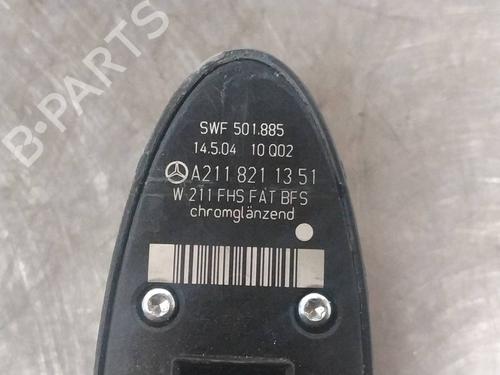 B-PARTS
SWF 501.885
14.5.04 10 Q02
A211 821 13 51
W 211 FHS FAT BFS
chromglänzend